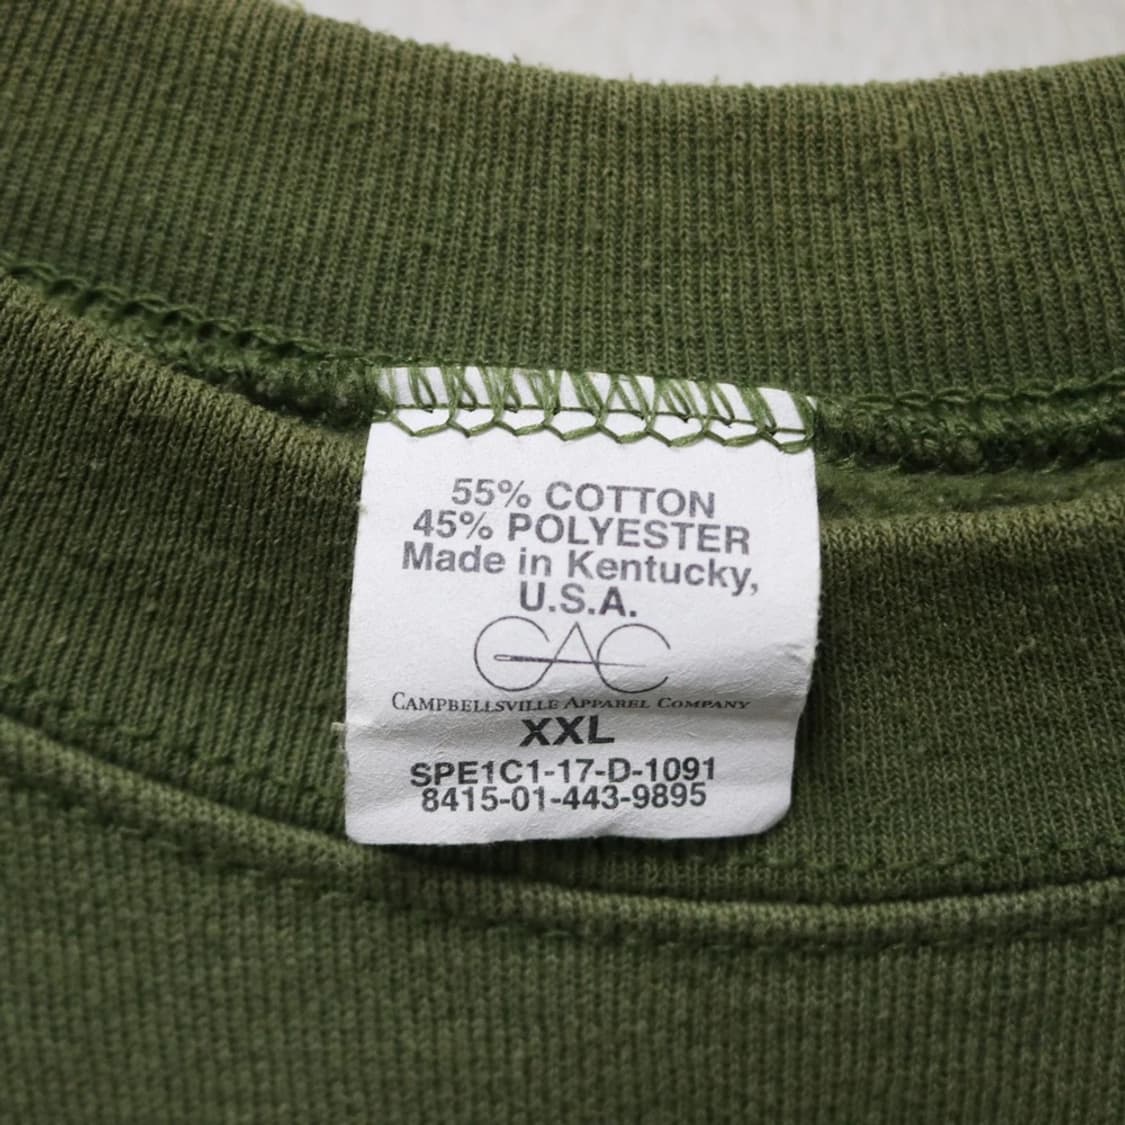 55% COTTON
45% POLYESTER
Made in Kentucky,
U.S.A.
CAC
CAMPBELLSVILLE APPAREL COMPANY
XXL
SPE1C1-17-D-1091
8415-01-443-9895